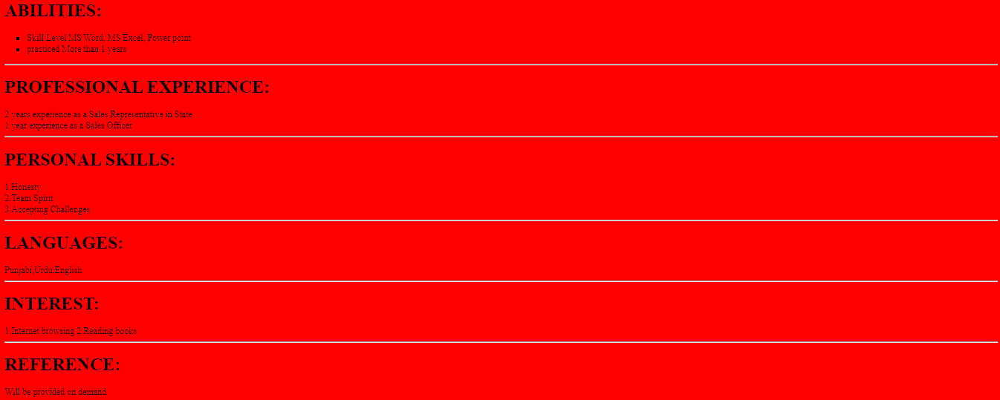 ABILITIES:
Skill Level MS Word, MS Excel, Power point
practiced More than 1 years
PROFESSIONAL EXPERIENCE:
2 years experience as a Sales Representative in State
1 year experience as a Sales Officer
PERSONAL SKILLS:
1.Honesty
2.Team Spirit
3.Accepting Challenges
LANGUAGES:
Punjabi,Urdu,English
INTEREST:
1.Internet browsing 2.Reading books
REFERENCE:
Will be provided on demand